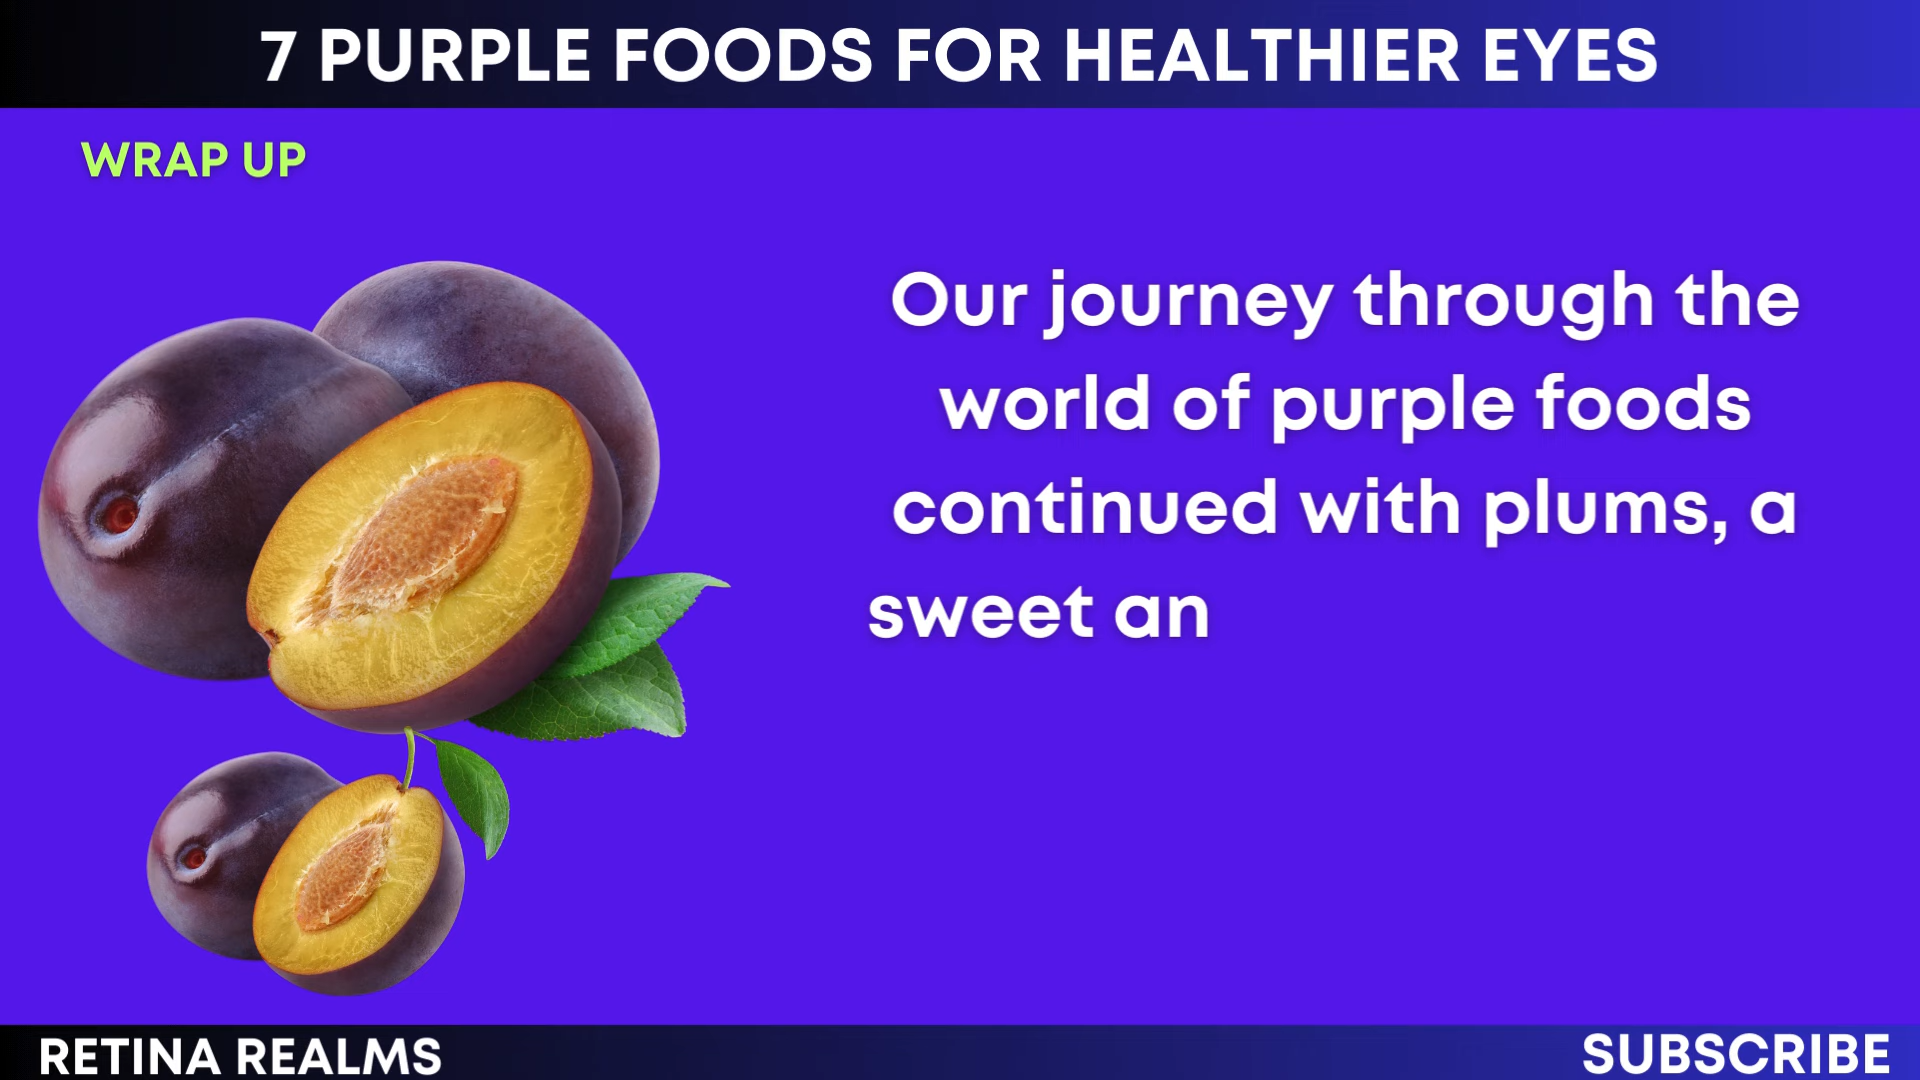 7 PURPLE FOODS FOR HEALTHIER EYES
WRAP UP
Our journey through the
world of purple foods
continued with plums, a
sweet an
RETINA REALMS
SUBSCRIBE